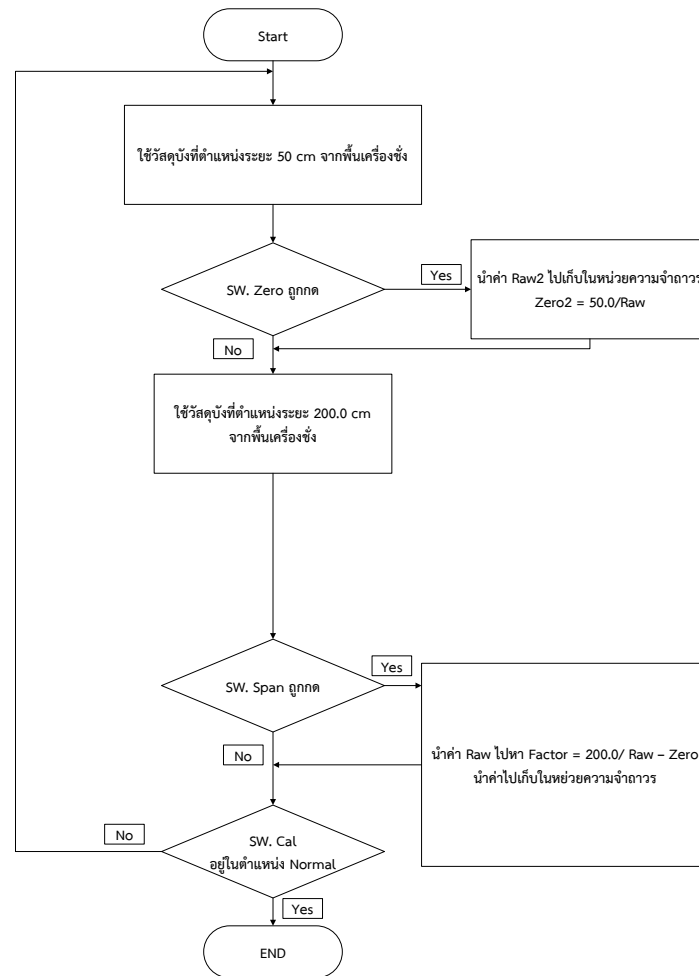 Start
ใช้วัสดุบังที่ตำแหน่งระยะ 50 cm จากพื้นเครื่องชั่ง
SW. Zero ถูกกด
Yes
นำค่า Raw2 ไปเก็บในหน่วยความจำถาวร
Zero2 = 50.0/Raw
No
ใช้วัสดุบังที่ตำแหน่งระยะ 200.0 cm
จากพื้นเครื่องชั่ง
SW. Span ถูกกด
Yes
นำค่า Raw ไปหา Factor = 200.0/ Raw – Zero
นำค่าไปเก็บในหย่วยความจำถาวร
No
SW. Cal
อยู่ในตำแหน่ง Normal
No
Yes
END